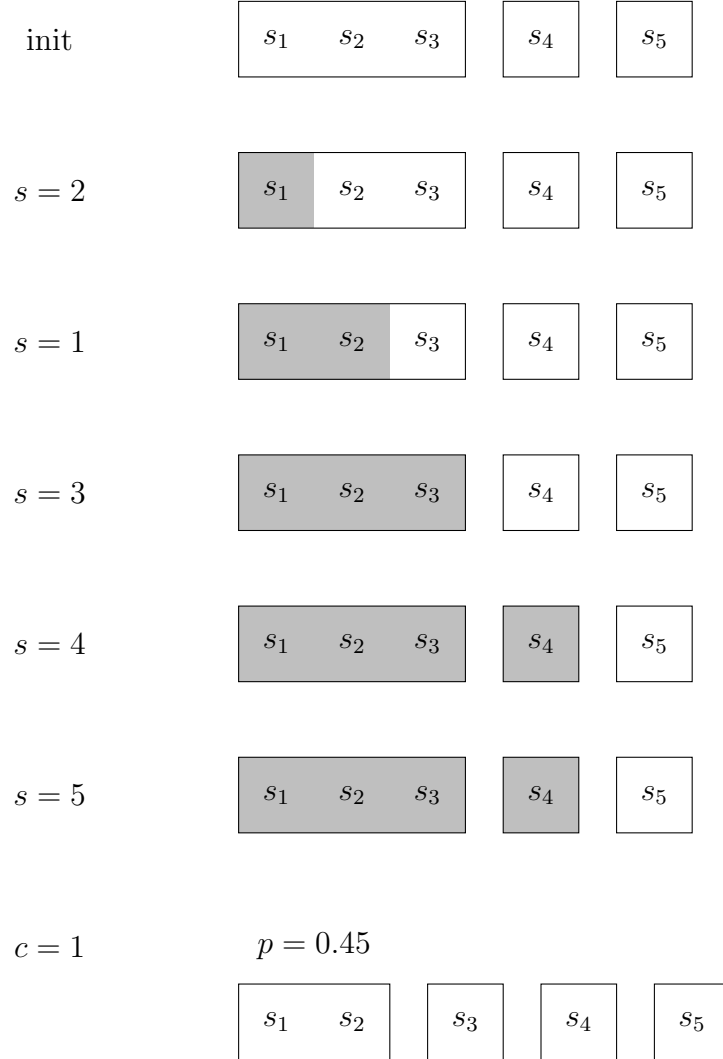 init s₁ s₂ s₃ s₄ s₅
s = 2 s₁ s₂ s₃ s₄ s₅
s = 1 s₁ s₂ s₃ s₄ s₅
s = 3 s₁ s₂ s₃ s₄ s₅
s = 4 s₁ s₂ s₃ s₄ s₅
s = 5 s₁ s₂ s₃ s₄ s₅
c = 1 p = 0.45
s₁ s₂ s₃ s₄ s₅